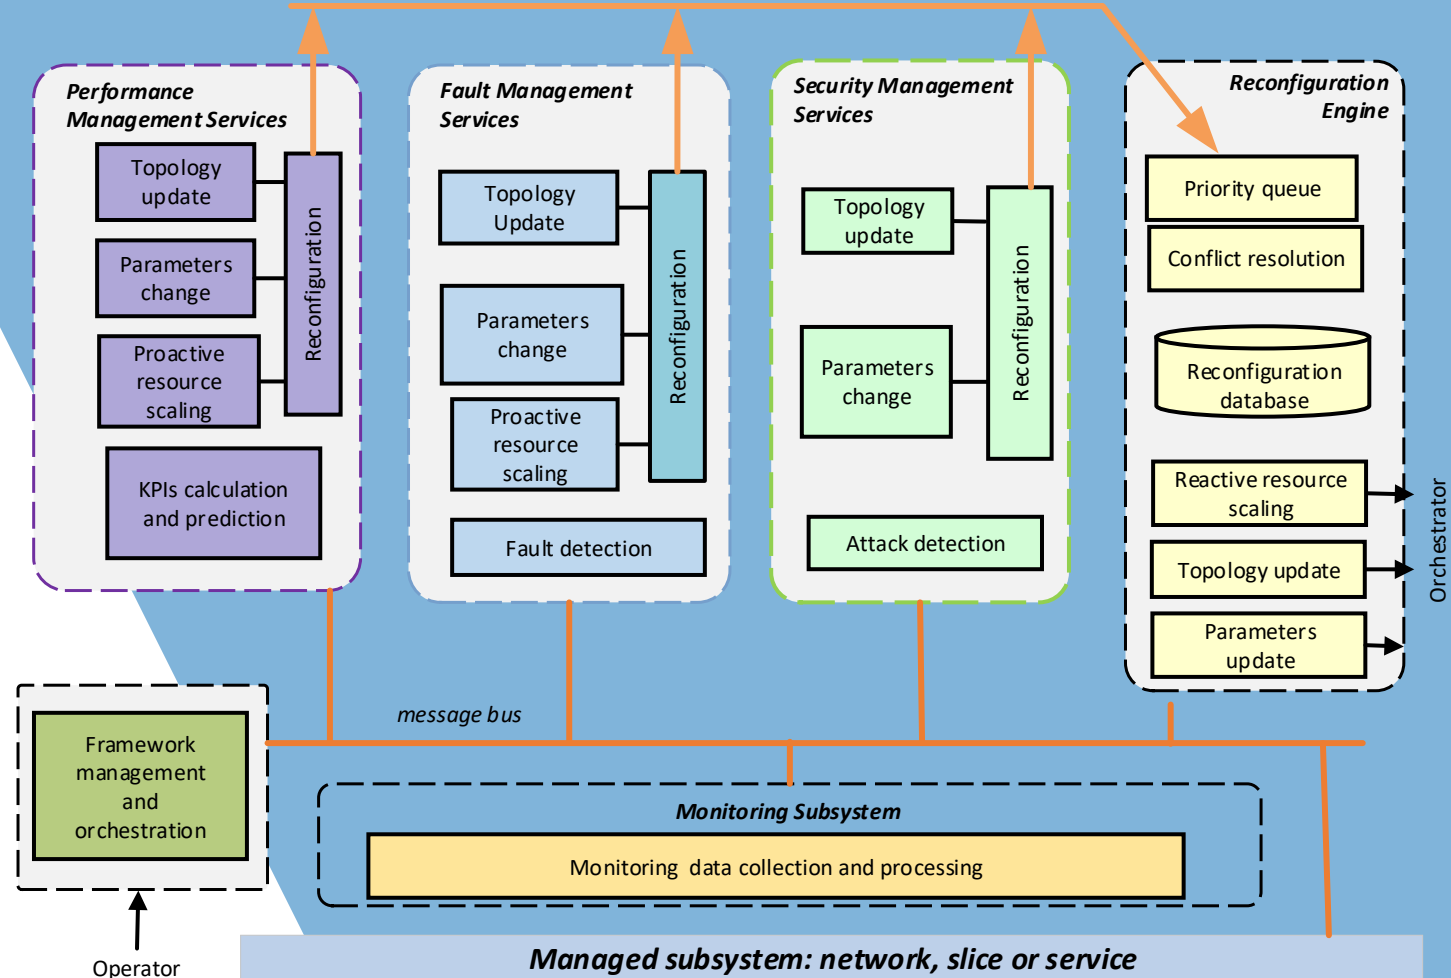 Performance
Management Services
Topology
update
Parameters
change
Proactive
resource
scaling
Reconfiguration
KPIs calculation
and prediction
Fault Management
Services
Topology
Update
Parameters
change
Proactive
resource
scaling
Reconfiguration
Fault detection
Security Management
Services
Topology
update
Parameters
change
Reconfiguration
Attack detection
Reconfiguration
Engine
Priority queue
Conflict resolution
Reconfiguration
database
Reactive resource
scaling
Topology update
Parameters
update
Orchestrator
message bus
Framework
management
and
orchestration
Monitoring Subsystem
Monitoring data collection and processing
Operator
Managed subsystem: network, slice or service